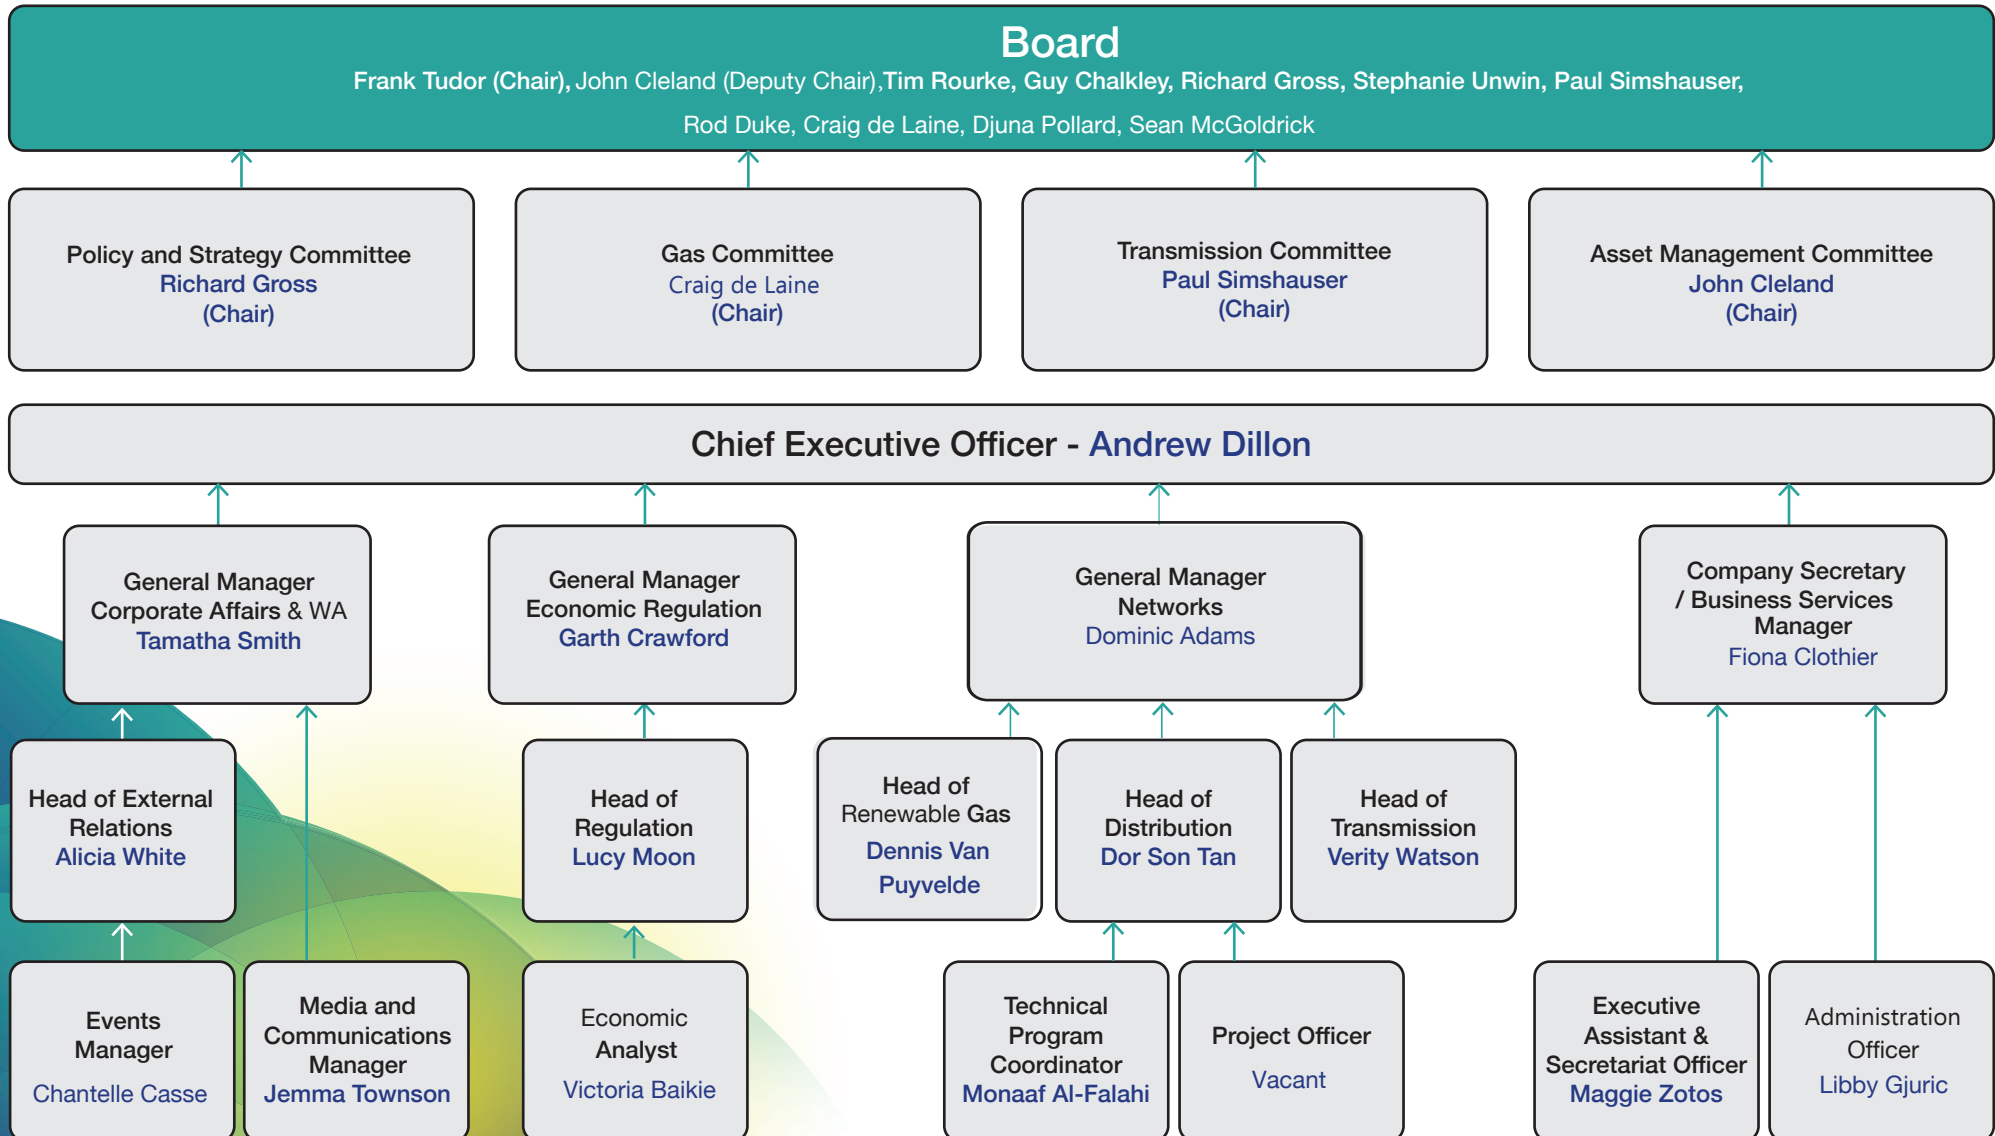 Board
Frank Tudor (Chair), John Cleland (Deputy Chair),Tim Rourke, Guy Chalkley, Richard Gross, Stephanie Unwin, Paul Simshauser,
Rod Duke, Craig de Laine, Djuna Pollard, Sean McGoldrick
Policy and Strategy Committee
Richard Gross
(Chair)
Gas Committee
Craig de Laine
(Chair)
Transmission Committee
Paul Simshauser
(Chair)
Asset Management Committee
John Cleland
(Chair)
Chief Executive Officer - Andrew Dillon
General Manager
Corporate Affairs & WA
Tamatha Smith
General Manager
Economic Regulation
Garth Crawford
General Manager
Networks
Dominic Adams
Company Secretary
/ Business Services
Manager
Fiona Clothier
Head of External
Relations
Alicia White
Head of
Regulation
Lucy Moon
Head of
Renewable Gas
Dennis Van
Puyvelde
Head of
Distribution
Dor Son Tan
Head of
Transmission
Verity Watson
Events
Manager
Chantelle Casse
Media and
Communications
Manager
Jemma Townson
Economic
Analyst
Victoria Baikie
Technical
Program
Coordinator
Monaaf Al-Falahi
Project Officer
Vacant
Executive
Assistant &
Secretariat Officer
Maggie Zotos
Administration
Officer
Libby Gjuric